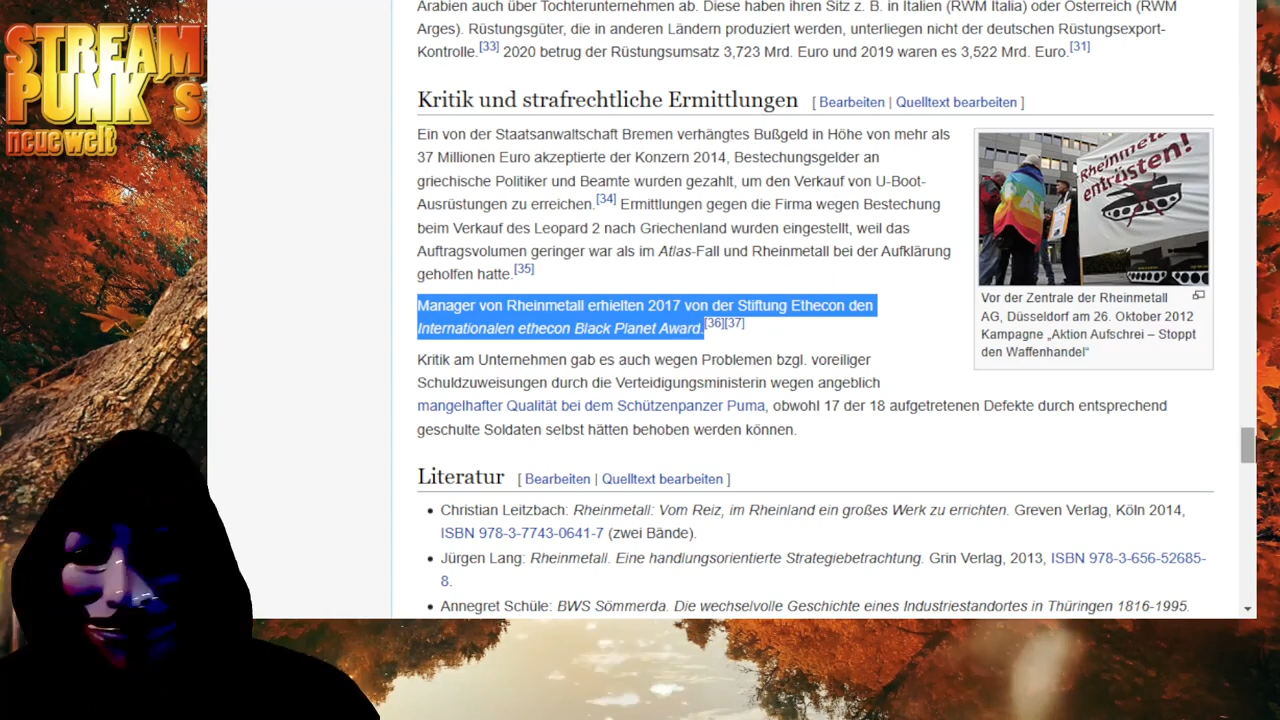 STREAM
PUNK´s
neue welt
Arabien auch über Tochterunternehmen ab. Diese haben ihren Sitz z. B. in Italien (RWM Italia) oder Österreich (RWM
Arges). Rüstungsgüter, die in anderen Ländern produziert werden, unterliegen nicht der deutschen Rüstungsexport-
Kontrolle.[33] 2020 betrug der Rüstungsumsatz 3,723 Mrd. Euro und 2019 waren es 3,522 Mrd. Euro.[31]
Kritik und strafrechtliche Ermittlungen [ Bearbeiten | Quelltext bearbeiten ]
Ein von der Staatsanwaltschaft Bremen verhängtes Bußgeld in Höhe von mehr als
37 Millionen Euro akzeptierte der Konzern 2014, Bestechungsgelder an
griechische Politiker und Beamte wurden gezahlt, um den Verkauf von U-Boot-
Ausrüstungen zu erreichen.[34] Ermittlungen gegen die Firma wegen Bestechung
beim Verkauf des Leopard 2 nach Griechenland wurden eingestellt, weil das
Auftragsvolumen geringer war als im Atlas-Fall und Rheinmetall bei der Aufklärung
geholfen hatte.[35]
Manager von Rheinmetall erhielten 2017 von der Stiftung Ethecon den
Internationalen ethecon Black Planet Award.[36][37]
Kritik am Unternehmen gab es auch wegen Problemen bzgl. voreiliger
Schuldzuweisungen durch die Verteidigungsministerin wegen angeblich
mangelhafter Qualität bei dem Schützenpanzer Puma, obwohl 17 der 18 aufgetretenen Defekte durch entsprechend
geschulte Soldaten selbst hätten behoben werden können.
Rheinmetall
entrüsten!
Vor der Zentrale der Rheinmetall
AG, Düsseldorf am 26. Oktober 2012
Kampagne „Aktion Aufschrei – Stoppt
den Waffenhandel“
Literatur [ Bearbeiten | Quelltext bearbeiten ]
• Christian Leitzbach: Rheinmetall: Vom Reiz, im Rheinland ein großes Werk zu errichten. Greven Verlag, Köln 2014,
ISBN 978-3-7743-0641-7 (zwei Bände).
• Jürgen Lang: Rheinmetall. Eine handlungsorientierte Strategiebetrachtung. Grin Verlag, 2013, ISBN 978-3-656-52685-
8.
• Annegret Schüle: BWS Sömmerda. Die wechselvolle Geschichte eines Industriestandortes in Thüringen 1816-1995.